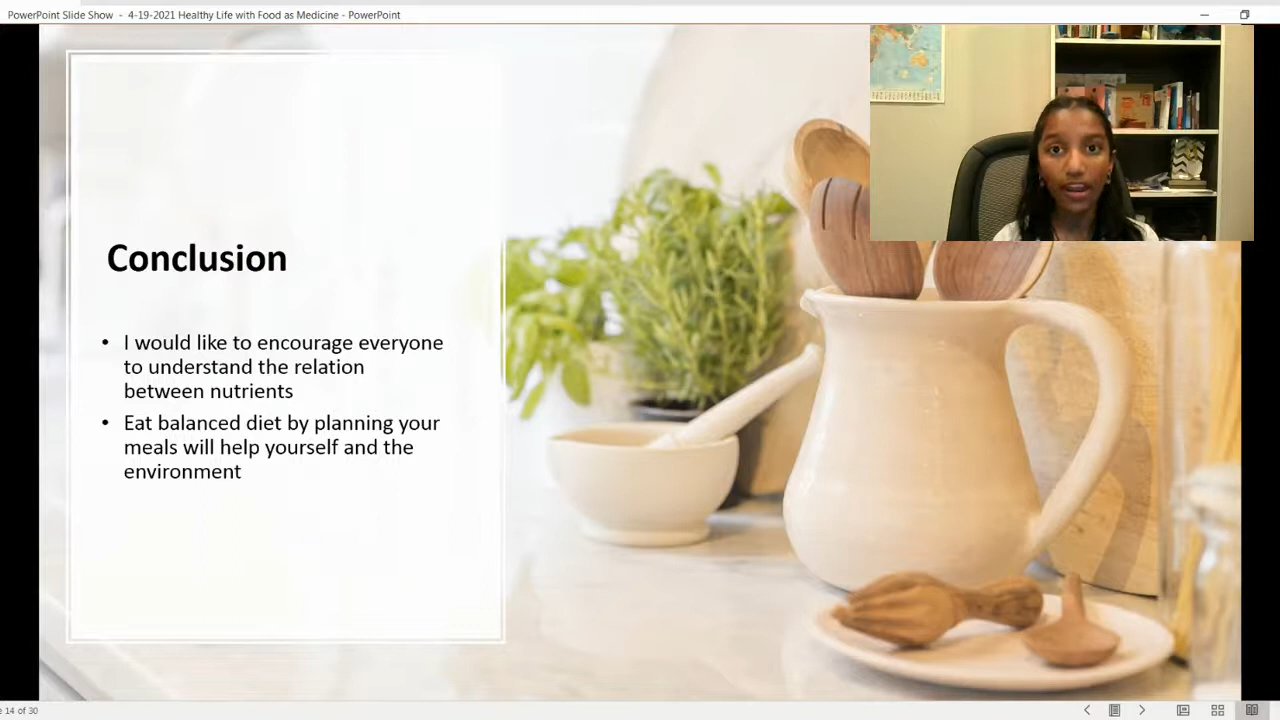 PowerPoint Slide Show - 4-19-2021 Healthy Life with Food as Medicine - PowerPoint
Conclusion
• I would like to encourage everyone
to understand the relation
between nutrients
• Eat balanced diet by planning your
meals will help yourself and the
environment
14 of 30